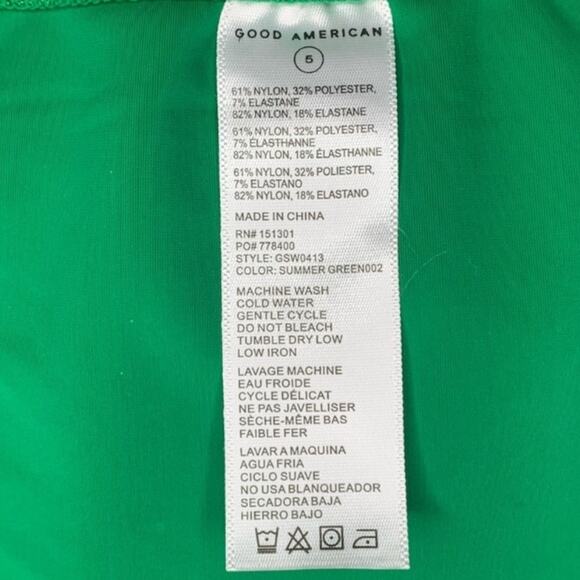 GOOD AMERICAN
5
61% NYLON, 32% POLYESTER,
7% ELASTANE
82% NYLON, 18% ELASTANE
61% NYLON, 32% POLYESTER,
7% ÉLASTHANNE
82% NYLON, 18% ÉLASTHANNE
61% NYLON, 32% POLIESTER,
7% ELASTANO
82% NYLON, 18% ELASTANO
MADE IN CHINA
RN# 151301
PO# 778400
STYLE: GSW0413
COLOR: SUMMER GREEN002
MACHINE WASH
COLD WATER
GENTLE CYCLE
DO NOT BLEACH
TUMBLE DRY LOW
LOW IRON
LAVAGE MACHINE
EAU FROIDE
CYCLE DÉLICAT
NE PAS JAVELLISER
SÈCHE-MÊME BAS
FAIBLE FER
LAVAR A MAQUINA
AGUA FRIA
CICLO SUAVE
NO USA BLANQUEADOR
SECADORA BAJA
HIERRO BAJO